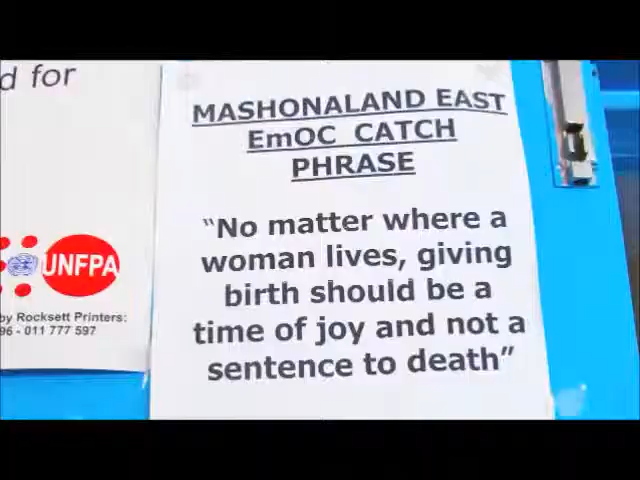 d for
UNFPA
by Rocksett Printers:
96 - 011 777 597
MASHONALAND EAST
EmOC CATCH
PHRASE
“No matter where a
woman lives, giving
birth should be a
time of joy and not a
sentence to death”